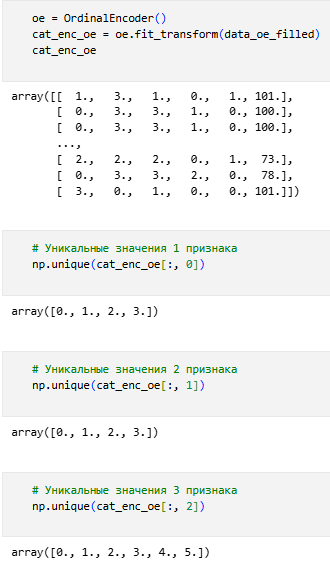 oe = OrdinalEncoder()
cat_enc_oe = oe.fit_transform(data_oe_filled)
cat_enc_oe
array([[  1.,   3.,   1.,   0.,   1., 101.],
       [  0.,   3.,   3.,   1.,   0., 100.],
       [  0.,   3.,   3.,   1.,   0., 100.],
       ...,
       [  2.,   2.,   2.,   0.,   1.,  73.],
       [  0.,   3.,   3.,   2.,   0.,  78.],
       [  3.,   0.,   1.,   0.,   0., 101.]])
# Уникальные значения 1 признака
np.unique(cat_enc_oe[:, 0])
array([0., 1., 2., 3.])
# Уникальные значения 2 признака
np.unique(cat_enc_oe[:, 1])
array([0., 1., 2., 3.])
# Уникальные значения 3 признака
np.unique(cat_enc_oe[:, 2])
array([0., 1., 2., 3., 4., 5.])